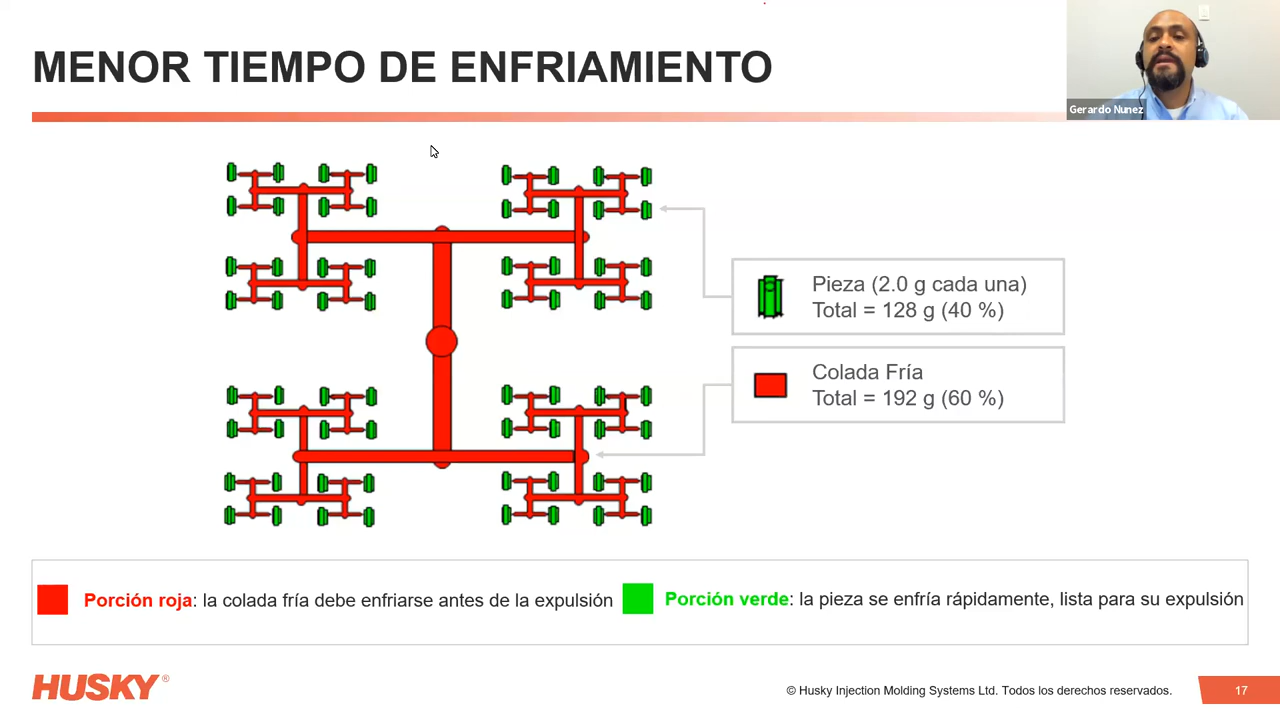 MENOR TIEMPO DE ENFRIAMIENTO
Gerardo Nunez
Pieza (2.0 g cada una)
Total = 128 g (40 %)
Colada Fría
Total = 192 g (60 %)
Porción roja: la colada fría debe enfriarse antes de la expulsión
Porción verde: la pieza se enfría rápidamente, lista para su expulsión
HUSKY®
© Husky Injection Molding Systems Ltd. Todos los derechos reservados.
17